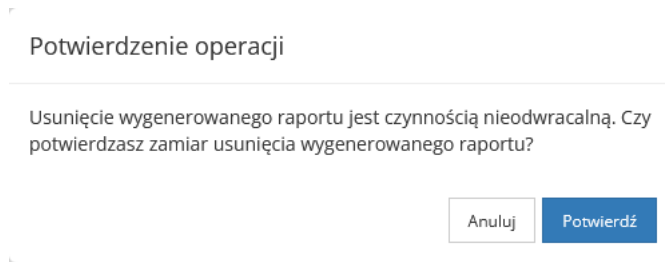 Potwierdzenie operacji
Usunięcie wygenerowanego raportu jest czynnością nieodwracalną. Czy
potwierdzasz zamiar usunięcia wygenerowanego raportu?
Anuluj Potwierdź